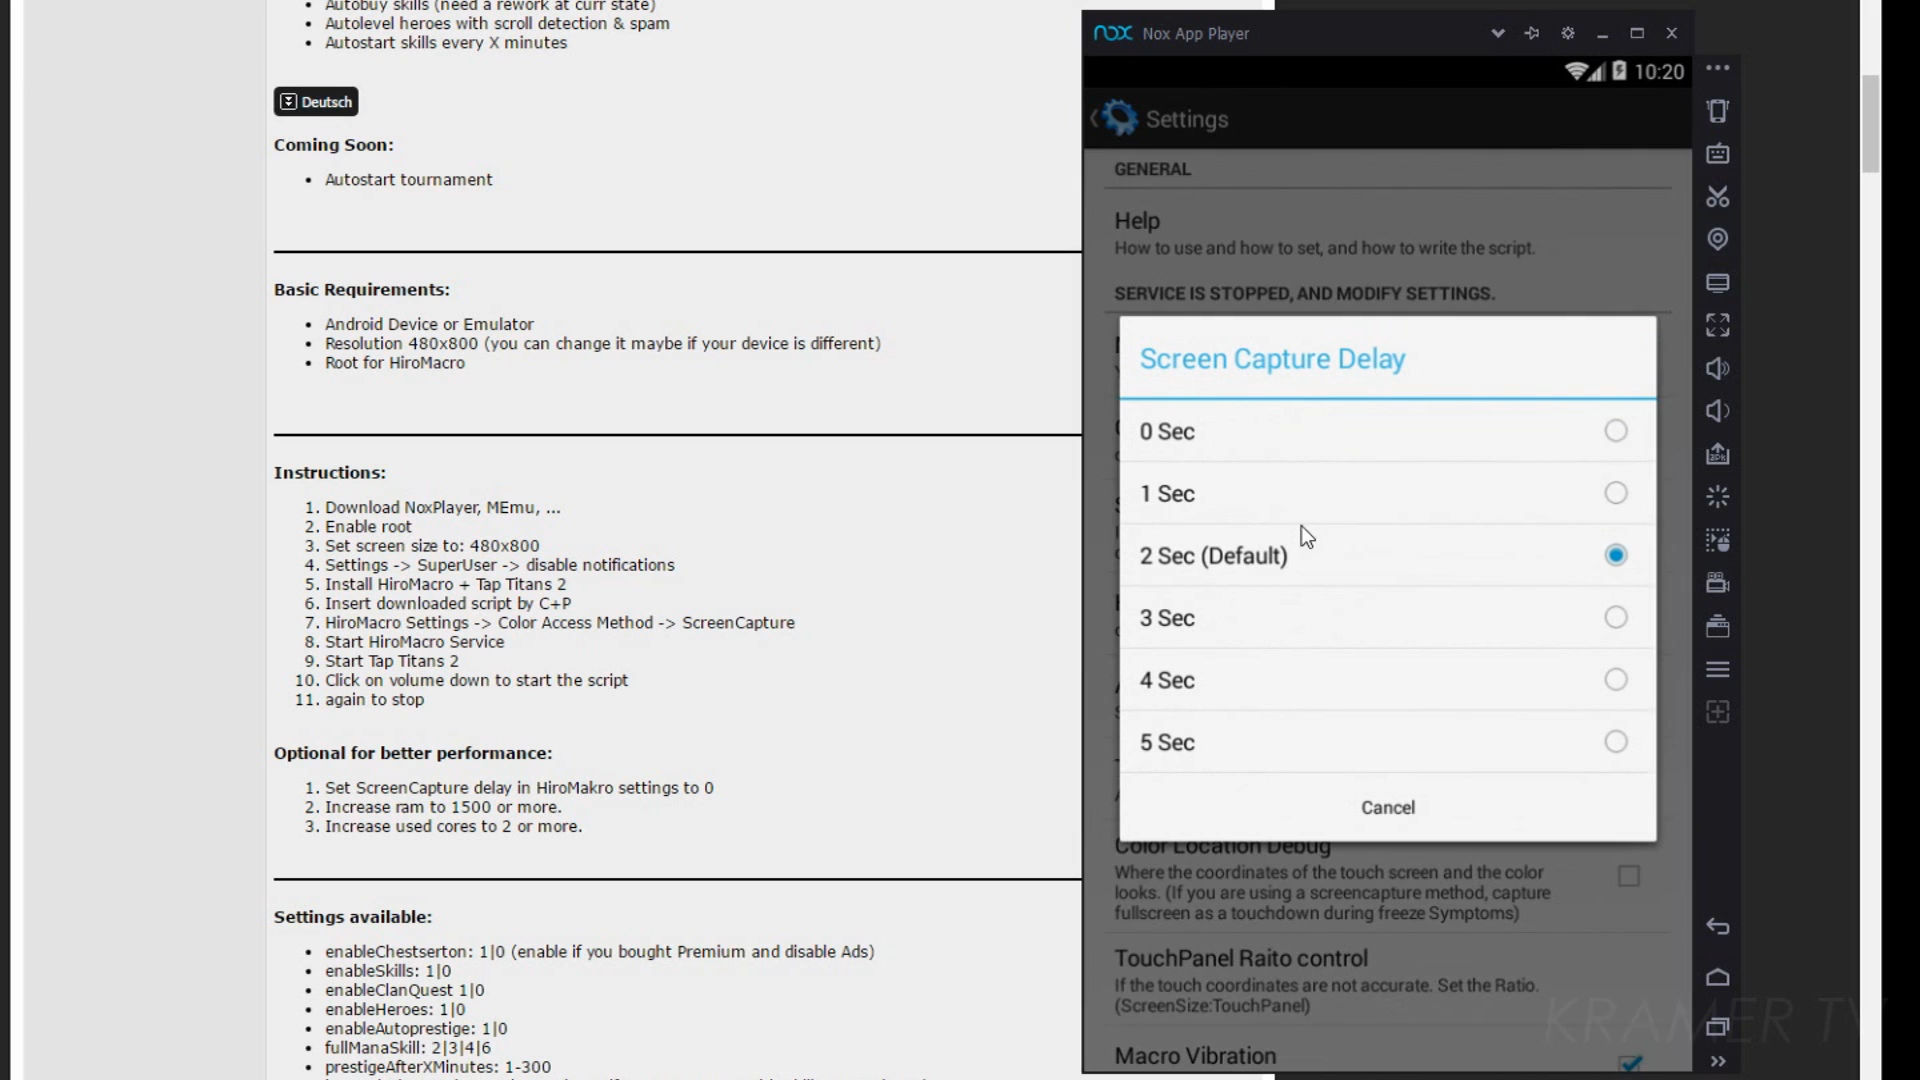 Autobuy skills (need a rework at curr state)
Autolevel heroes with scroll detection & spam
Autostart skills every X minutes
Deutsch
Coming Soon:
Autostart tournament
Basic Requirements:
Android Device or Emulator
Resolution 480x800 (you can change it maybe if your device is different)
Root for HiroMacro
Instructions:
1. Download NoxPlayer, MEmu, ...
2. Enable root
3. Set screen size to: 480x800
4. Settings -> SuperUser -> disable notifications
5. Install HiroMacro + Tap Titans 2
6. Insert downloaded script by C+P
7. HiroMacro Settings -> Color Access Method -> ScreenCapture
8. Start HiroMacro Service
9. Start Tap Titans 2
10. Click on volume down to start the script
11. again to stop
Optional for better performance:
1. Set ScreenCapture delay in HiroMakro settings to 0
2. Increase ram to 1500 or more.
3. Increase used cores to 2 or more.
Settings available:
enableChestserton: 1|0 (enable if you bought Premium and disable Ads)
enableSkills: 1|0
enableClanQuest 1|0
enableHeroes: 1|0
enableAutoprestige: 1|0
fullManaSkill: 2|3|4|6
prestigeAfterXMinutes: 1-300
nox Nox App Player
10:20
Settings
GENERAL
Help
How to use and how to set, and how to write the script.
SERVICE IS STOPPED, AND MODIFY SETTINGS.
Screen Capture Delay
0 Sec
1 Sec
2 Sec (Default)
3 Sec
4 Sec
5 Sec
Cancel
Color Location Debug
Where the coordinates of the touch screen and the color
looks. (If you are using a screencapture method, capture
fullscreen as a touchdown during freeze Symptoms)
TouchPanel Raito control
If the touch coordinates are not accurate. Set the Ratio.
(ScreenSize:TouchPanel)
Macro Vibration
KRAMER TV